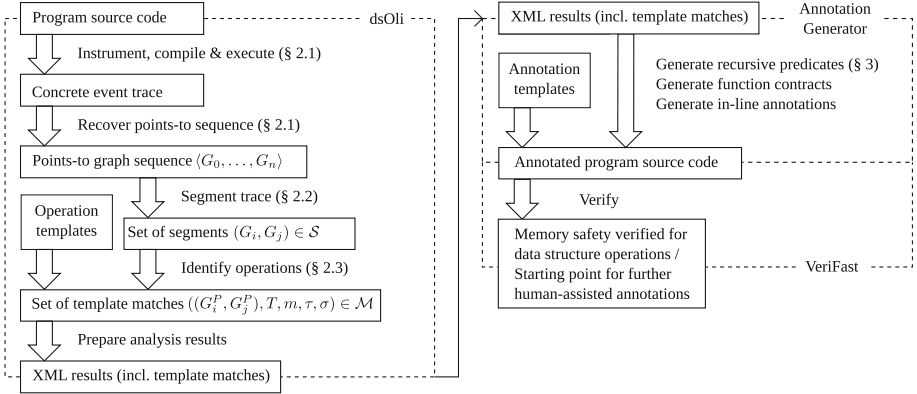 Program source code
dsOli
Instrument, compile & execute (§ 2.1)
Concrete event trace
Recover points-to sequence (§ 2.1)
Points-to graph sequence ⟨G₀, . . . , Gₙ⟩
Segment trace (§ 2.2)
Operation
templates
Set of segments (Gᵢ, Gⱼ) ∈ 𝒮
Identify operations (§ 2.3)
Set of template matches ((Gᵢᴾ, Gⱼᴾ), T, m, τ, σ) ∈ ℳ
Prepare analysis results
XML results (incl. template matches)
XML results (incl. template matches)
Annotation
Generator
Annotation
templates
Generate recursive predicates (§ 3)
Generate function contracts
Generate in-line annotations
Annotated program source code
Verify
Memory safety verified for
data structure operations /
Starting point for further
human-assisted annotations
VeriFast